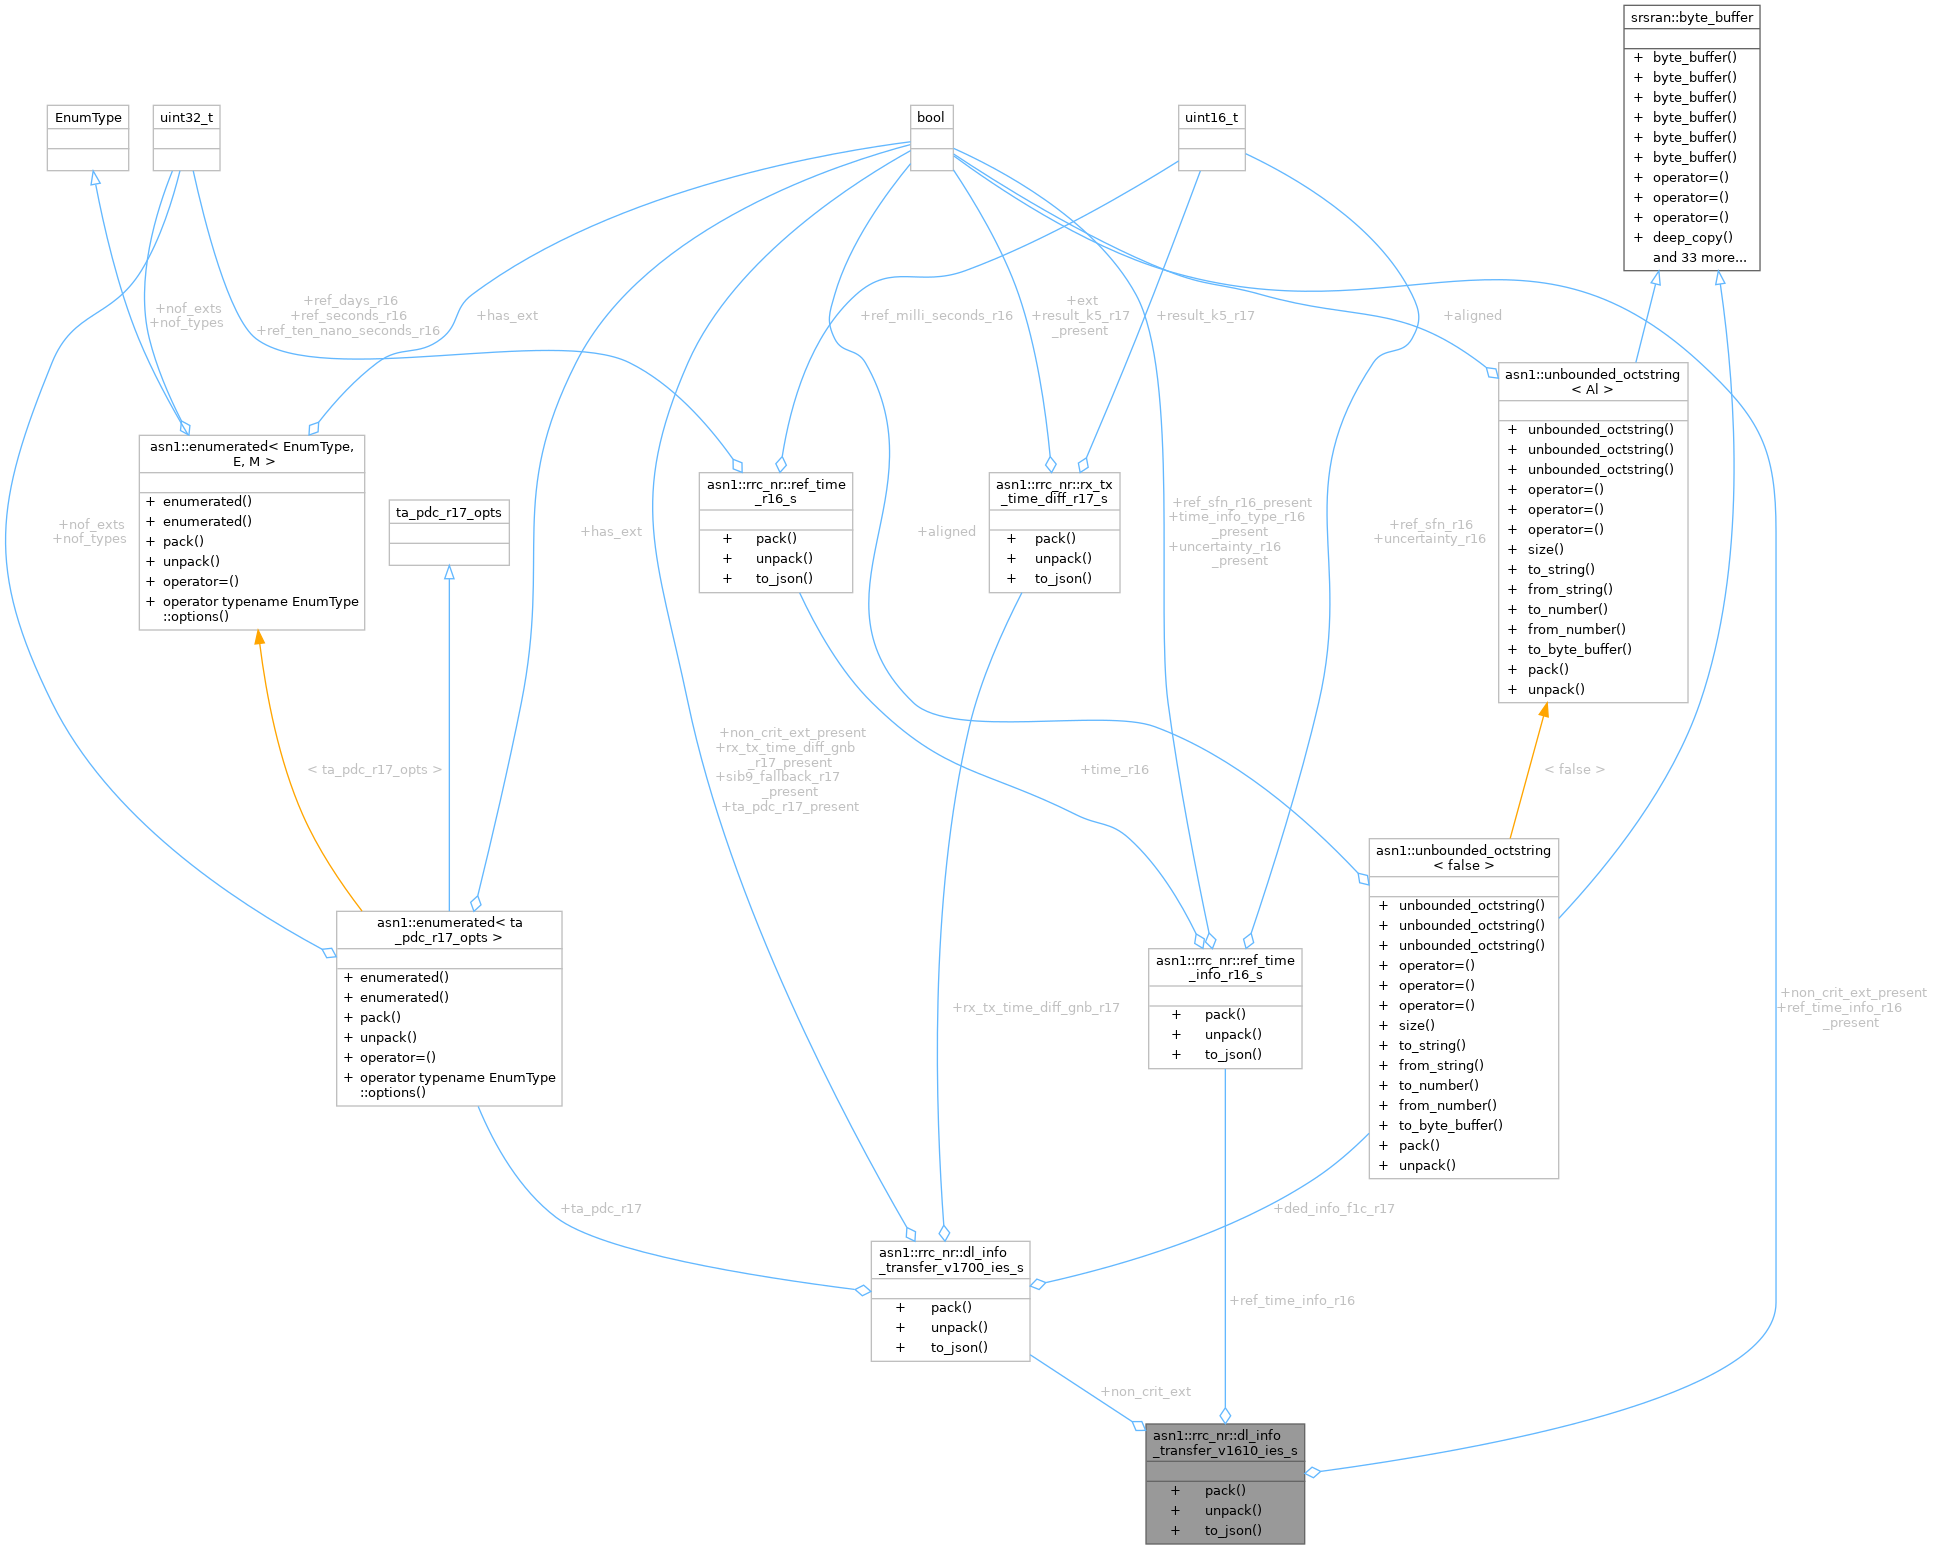 srsran::byte_buffer
+ byte_buffer()
+ byte_buffer()
+ byte_buffer()
+ byte_buffer()
+ byte_buffer()
+ byte_buffer()
+ operator=()
+ operator=()
+ operator=()
+ deep_copy()
and 33 more...
EnumType
uint32_t
bool
uint16_t
+nof_exts
+nof_types
+ref_days_r16
+ref_seconds_r16
+ref_ten_nano_seconds_r16
+has_ext
+ref_milli_seconds_r16
+ext
+result_k5_r17
_present
+result_k5_r17
+aligned
asn1::unbounded_octstring
< Al >
+ unbounded_octstring()
+ unbounded_octstring()
+ unbounded_octstring()
+ operator=()
+ operator=()
+ operator=()
+ size()
+ to_string()
+ from_string()
+ to_number()
+ from_number()
+ to_byte_buffer()
+ pack()
+ unpack()
asn1::enumerated< EnumType,
E, M >
+ enumerated()
+ enumerated()
+ pack()
+ unpack()
+ operator=()
+ operator typename EnumType
::options()
ta_pdc_r17_opts
asn1::rrc_nr::ref_time
_r16_s
+ pack()
+ unpack()
+ to_json()
asn1::rrc_nr::rx_tx
_time_diff_r17_s
+ pack()
+ unpack()
+ to_json()
+nof_exts
+nof_types
+has_ext
+aligned
+ref_sfn_r16_present
+time_info_type_r16
_present
+uncertainty_r16
_present
+ref_sfn_r16
+uncertainty_r16
< ta_pdc_r17_opts >
+non_crit_ext_present
+rx_tx_time_diff_gnb
_r17_present
+sib9_fallback_r17
_present
+ta_pdc_r17_present
+time_r16
< false >
asn1::unbounded_octstring
< false >
+ unbounded_octstring()
+ unbounded_octstring()
+ unbounded_octstring()
+ operator=()
+ operator=()
+ operator=()
+ size()
+ to_string()
+ from_string()
+ to_number()
+ from_number()
+ to_byte_buffer()
+ pack()
+ unpack()
asn1::enumerated< ta
_pdc_r17_opts >
+ enumerated()
+ enumerated()
+ pack()
+ unpack()
+ operator=()
+ operator typename EnumType
::options()
asn1::rrc_nr::ref_time
_info_r16_s
+ pack()
+ unpack()
+ to_json()
+rx_tx_time_diff_gnb_r17
+non_crit_ext_present
+ref_time_info_r16
_present
+ta_pdc_r17
+ded_info_f1c_r17
asn1::rrc_nr::dl_info
_transfer_v1700_ies_s
+ pack()
+ unpack()
+ to_json()
+ref_time_info_r16
+non_crit_ext
asn1::rrc_nr::dl_info
_transfer_v1610_ies_s
+ pack()
+ unpack()
+ to_json()